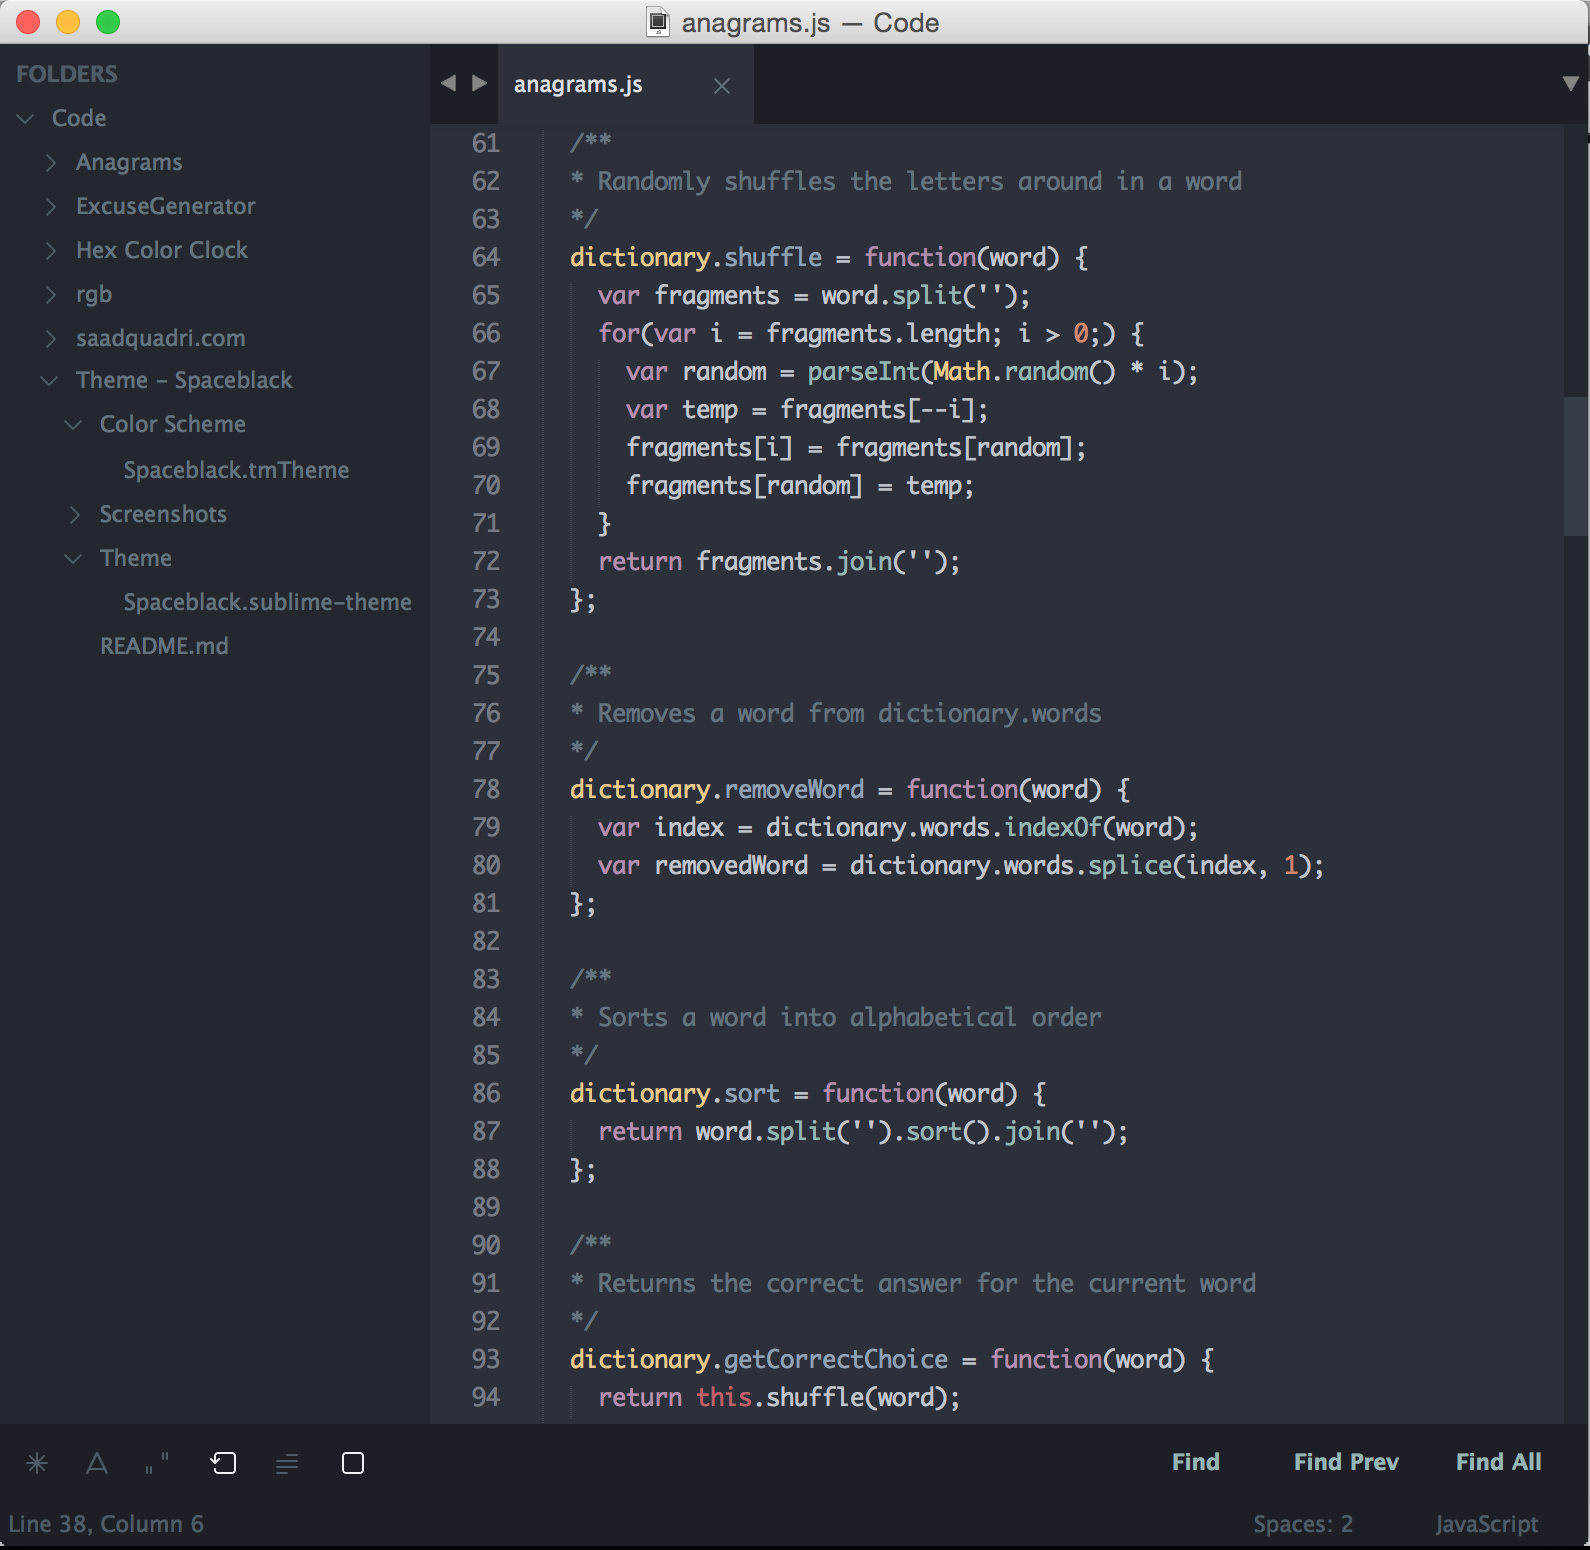 anagrams.js — Code
FOLDERS
Code
Anagrams
ExcuseGenerator
Hex Color Clock
rgb
saadquadri.com
Theme - Spaceblack
Color Scheme
Spaceblack.tmTheme
Screenshots
Theme
Spaceblack.sublime-theme
README.md
anagrams.js
61 /**
62 * Randomly shuffles the letters around in a word
63 */
64 dictionary.shuffle = function(word) {
65   var fragments = word.split('');
66   for(var i = fragments.length; i > 0;) {
67     var random = parseInt(Math.random() * i);
68     var temp = fragments[--i];
69     fragments[i] = fragments[random];
70     fragments[random] = temp;
71   }
72   return fragments.join('');
73 };
74
75 /**
76 * Removes a word from dictionary.words
77 */
78 dictionary.removeWord = function(word) {
79   var index = dictionary.words.indexOf(word);
80   var removedWord = dictionary.words.splice(index, 1);
81 };
82
83 /**
84 * Sorts a word into alphabetical order
85 */
86 dictionary.sort = function(word) {
87   return word.split('').sort().join('');
88 };
89
90 /**
91 * Returns the correct answer for the current word
92 */
93 dictionary.getCorrectChoice = function(word) {
94   return this.shuffle(word);
Find Find Prev Find All
Line 38, Column 6 Spaces: 2 JavaScript